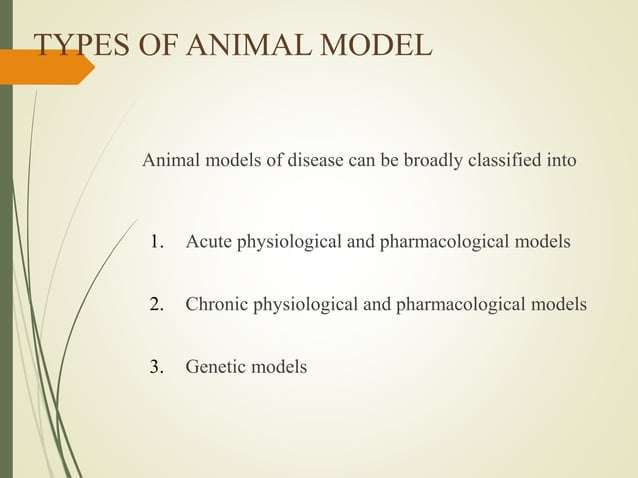 TYPES OF ANIMAL MODEL
Animal models of disease can be broadly classified into
1. Acute physiological and pharmacological models
2. Chronic physiological and pharmacological models
3. Genetic models